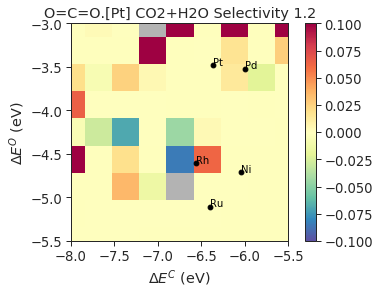 O=C=O.[Pt] CO2+H2O Selectivity 1.2
ΔE^O (eV)
−3.0
−3.5
−4.0
−4.5
−5.0
−5.5
Pt
Pd
Rh
Ni
Ru
−8.0 −7.5 −7.0 −6.5 −6.0 −5.5
ΔE^C (eV)
0.100
0.075
0.050
0.025
0.000
−0.025
−0.050
−0.075
−0.100